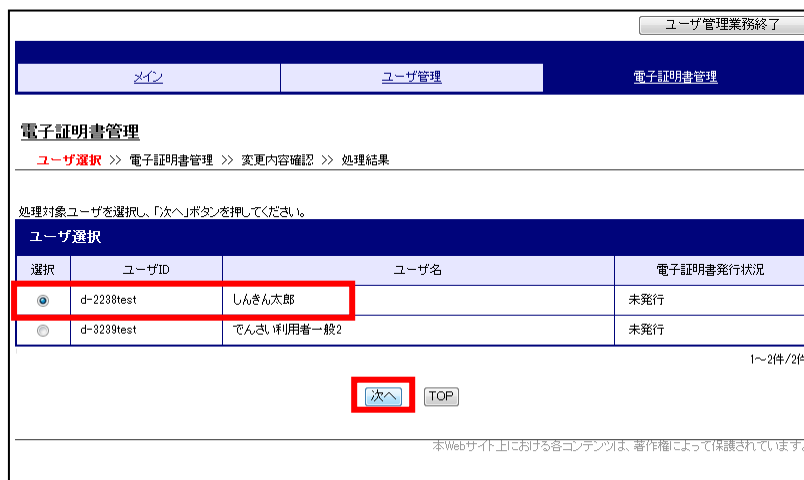 ユーザ管理業務終了
メイン ユーザ管理 電子証明書管理
電子証明書管理
ユーザ選択 >> 電子証明書管理 >> 変更内容確認 >> 処理結果
処理対象ユーザを選択し、「次へ」ボタンを押してください。
ユーザ選択
選択 ユーザID ユーザ名 電子証明書発行状況
d-2238test しんきん太郎 未発行
d-3239test でんさい利用者一般2 未発行
1～2件/2件
次へ TOP
本Webサイト上における各コンテンツは、著作権によって保護されています。